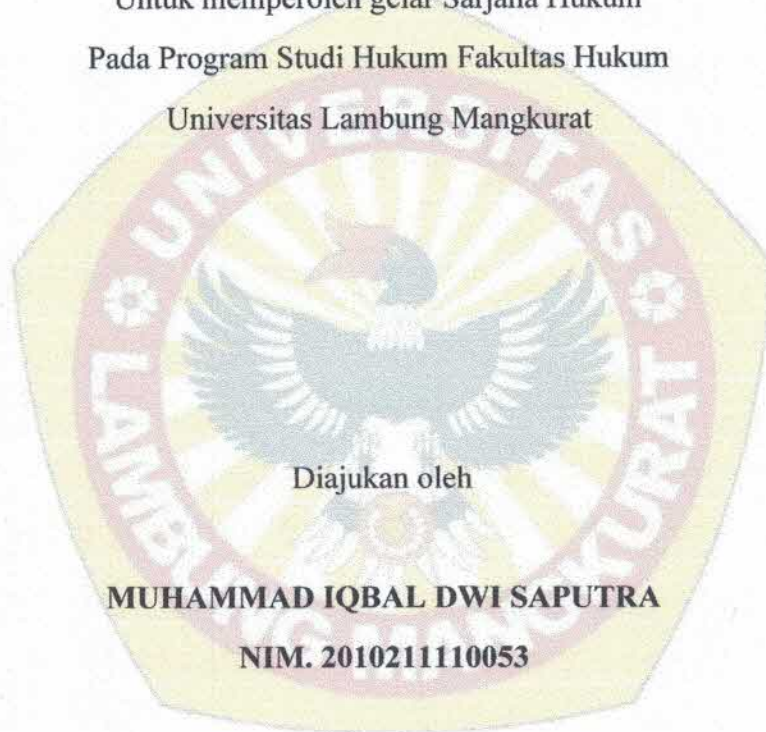 Untuk memperoleh gelar Sarjana Hukum
Pada Program Studi Hukum Fakultas Hukum
Universitas Lambung Mangkurat
UNIVERSITAS
LAMBUNG MANGKURAT
Diajukan oleh
MUHAMMAD IQBAL DWI SAPUTRA
NIM. 2010211110053